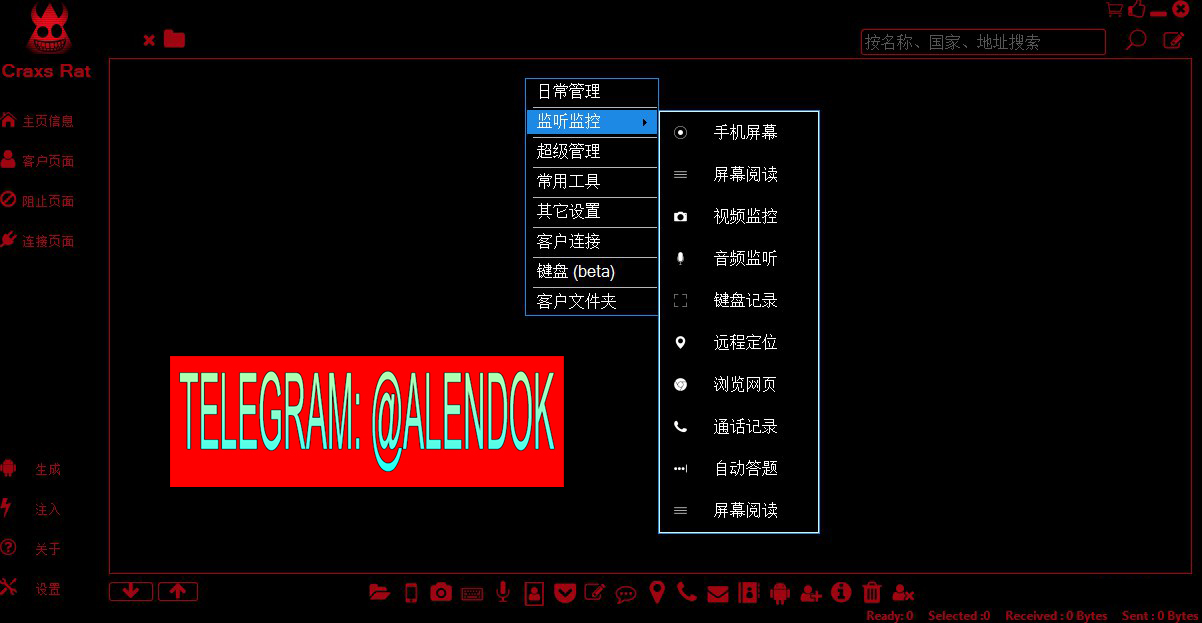 Craxs Rat
按名称、国家、地址搜索
主页信息
客户页面
阻止页面
连接页面
日常管理
监听监控
超级管理
常用工具
其它设置
客户连接
键盘 (beta)
客户文件夹
手机屏幕
屏幕阅读
视频监控
音频监听
键盘记录
远程定位
浏览网页
通话记录
自动答题
屏幕阅读
TELEGRAM: @ALENDOK
生成
注入
关于
设置
Ready: 0 Selected :0 Received : 0 Bytes Sent : 0 Bytes